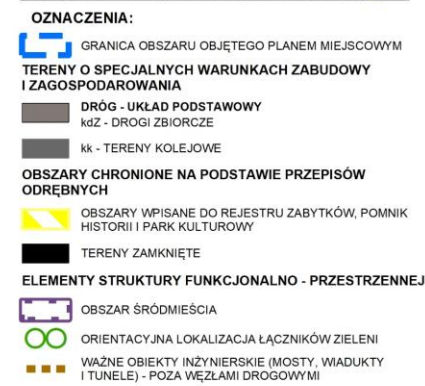 OZNACZENIA:
GRANICA OBSZARU OBJĘTEGO PLANEM MIEJSCOWYM
TERENY O SPECJALNYCH WARUNKACH ZABUDOWY
I ZAGOSPODAROWANIA
DRÓG - UKŁAD PODSTAWOWY
kdZ - DROGI ZBIORCZE
kk - TERENY KOLEJOWE
OBSZARY CHRONIONE NA PODSTAWIE PRZEPISÓW
ODRĘBNYCH
OBSZARY WPISANE DO REJESTRU ZABYTKÓW, POMNIK
HISTORII I PARK KULTUROWY
TERENY ZAMKNIĘTE
ELEMENTY STRUKTURY FUNKCJONALNO - PRZESTRZENNEJ
OBSZAR ŚRÓDMIEŚCIA
ORIENTACYJNA LOKALIZACJA ŁĄCZNIKÓW ZIELENI
WAŻNE OBIEKTY INŻYNIERSKIE (MOSTY, WIADUKTY
I TUNELE) - POZA WĘZŁAMI DROGOWYMI